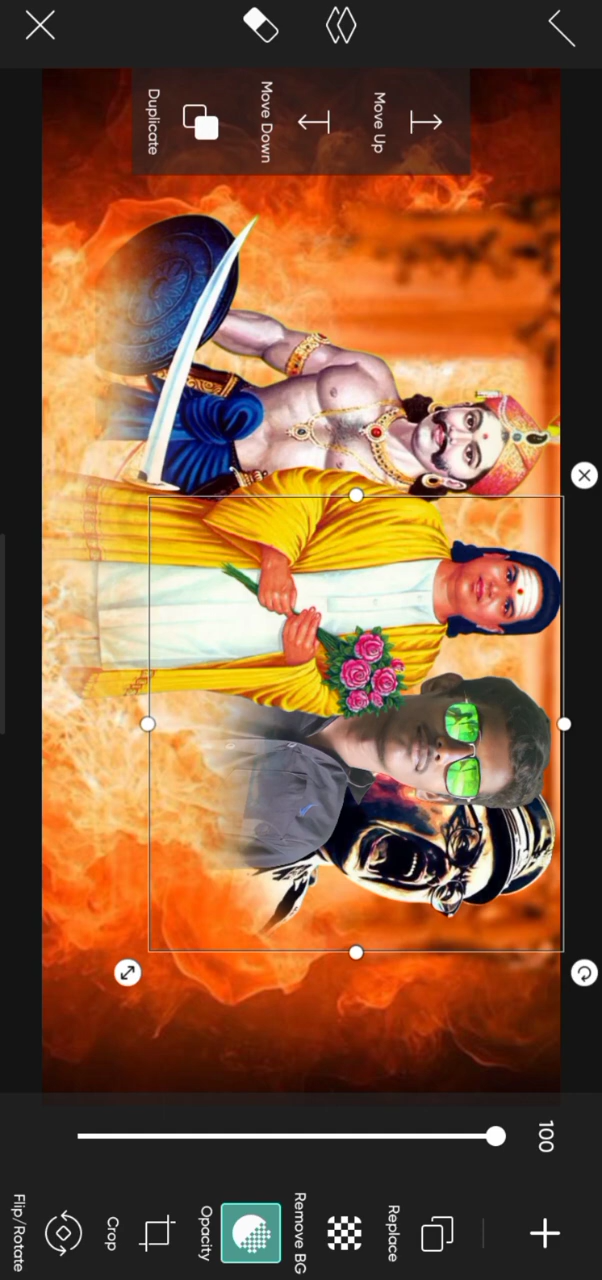 Move Up
Move Down
Duplicate
100
Replace
Remove BG
Opacity
Crop
Flip/Rotate